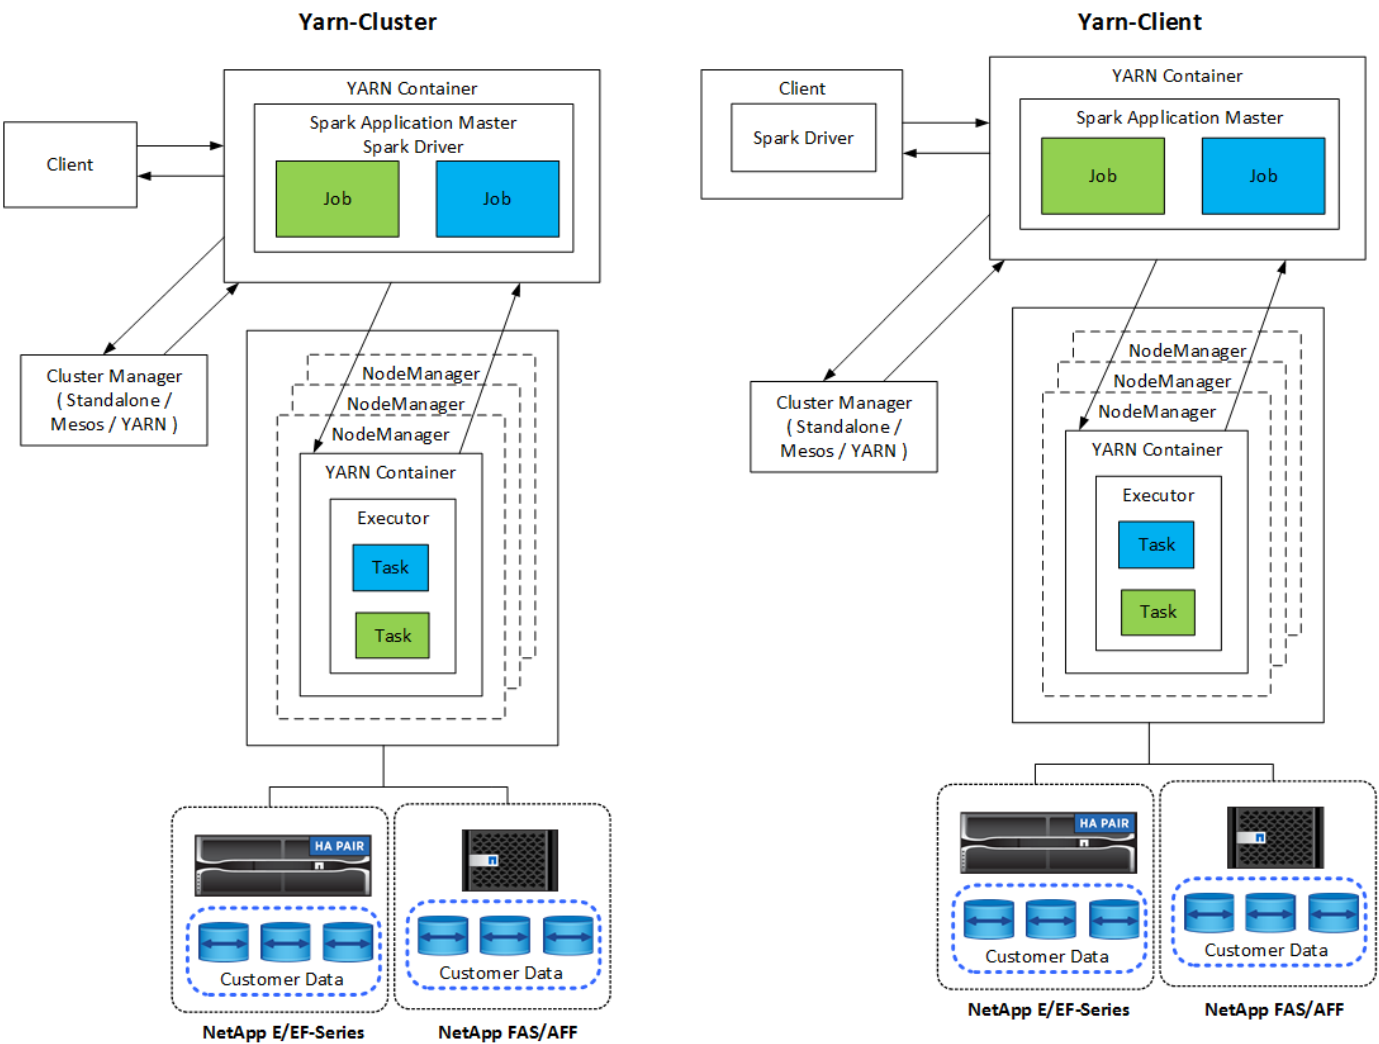 Yarn-Cluster
YARN Container
Spark Application Master
Spark Driver
Client
Job
Job
Cluster Manager
( Standalone /
Mesos / YARN )
NodeManager
NodeManager
NodeManager
YARN Container
Executor
Task
Task
HA PAIR
Customer Data
Customer Data
NetApp E/EF-Series
NetApp FAS/AFF
Yarn-Client
Client
Spark Driver
YARN Container
Spark Application Master
Job
Job
Cluster Manager
( Standalone /
Mesos / YARN )
NodeManager
NodeManager
NodeManager
YARN Container
Executor
Task
Task
HA PAIR
Customer Data
Customer Data
NetApp E/EF-Series
NetApp FAS/AFF